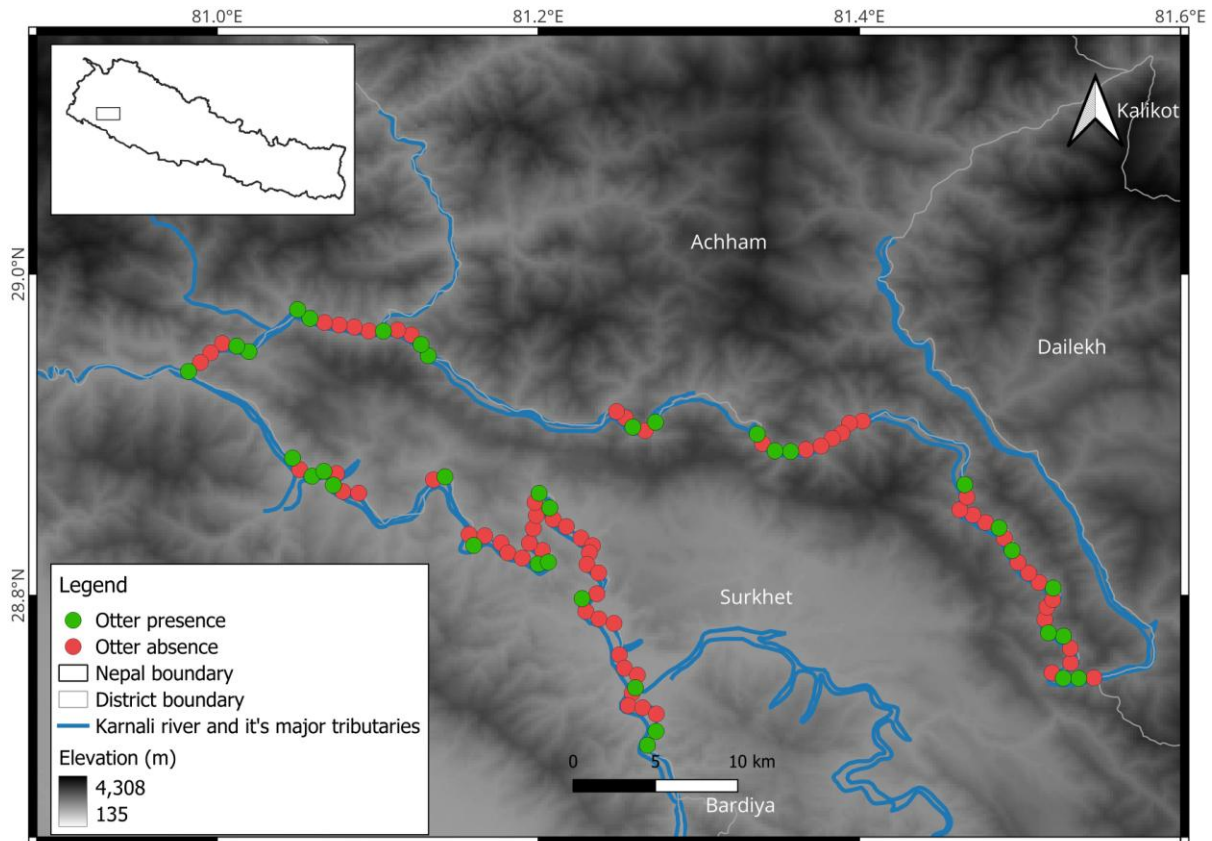 81.0°E 81.2°E 81.4°E 81.6°E
29.0°N
28.8°N
Kalikot
Achham
Dailekh
Surkhet
Bardiya
Legend
Otter presence
Otter absence
Nepal boundary
District boundary
Karnali river and it's major tributaries
Elevation (m)
4,308
135
0 5 10 km